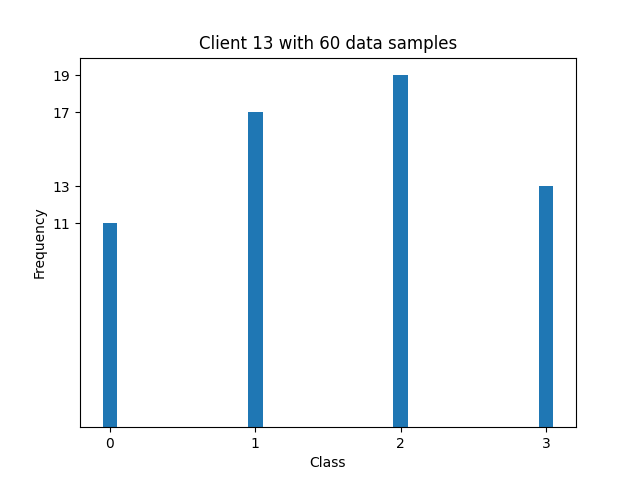 Client 13 with 60 data samples
19
17
13
11
Frequency
0 1 2 3
Class